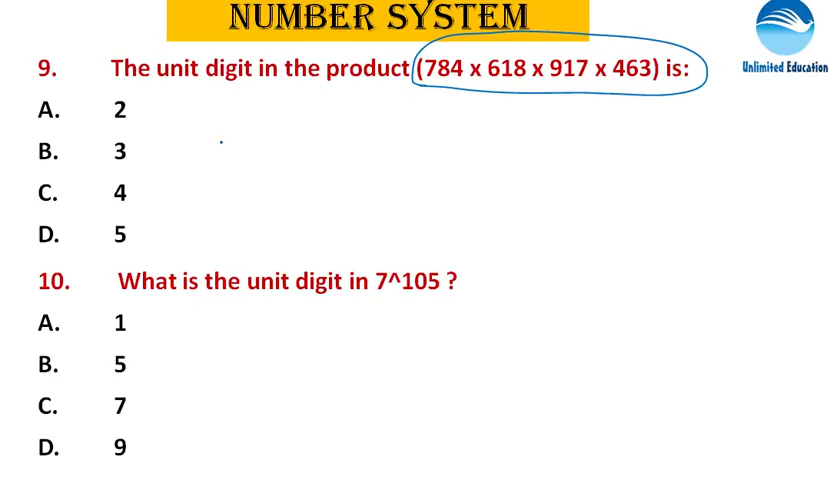 NUMBER SYSTEM
Unlimited Education
9. The unit digit in the product (784 x 618 x 917 x 463) is:
A. 2
B. 3
C. 4
D. 5
10. What is the unit digit in 7^105 ?
A. 1
B. 5
C. 7
D. 9